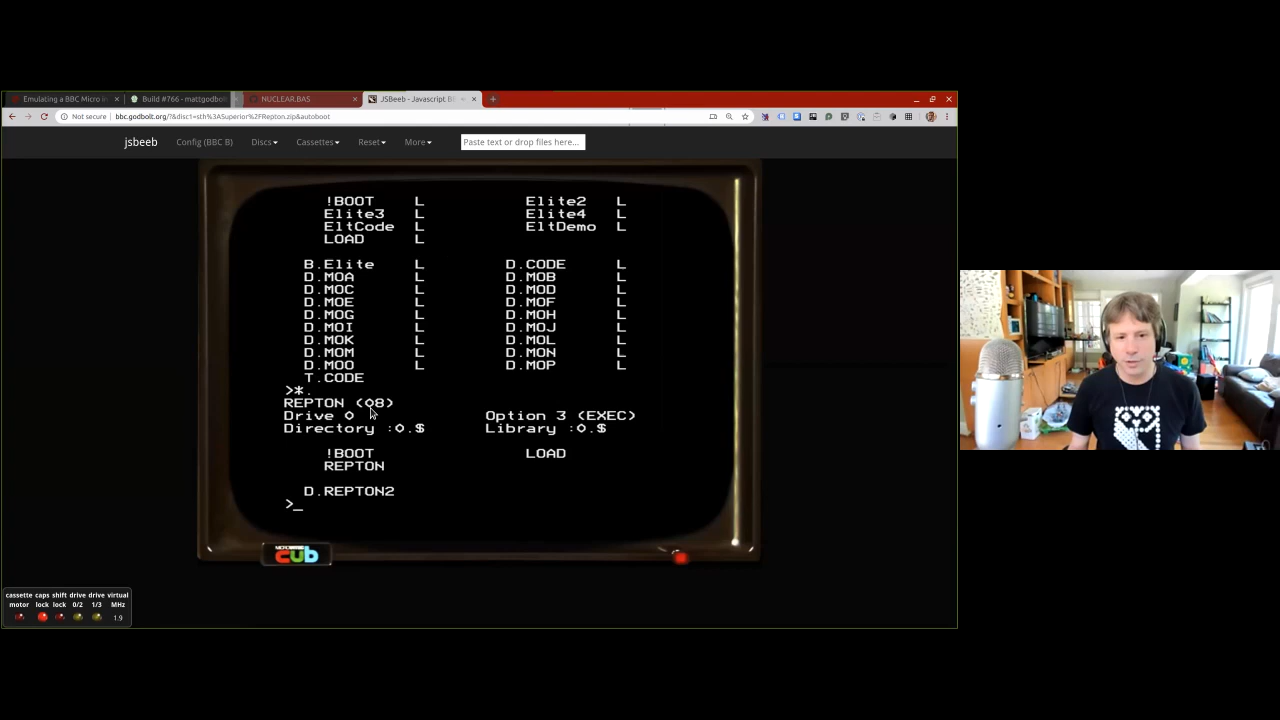 Emulating a BBC Micro in
Build #766 - mattgodbolt
NUCLEAR.BAS
JSBeeb - Javascript BB
Not secure
bbc.godbolt.org/?&disc1=sth%3ASuperior%2FRepton.zip&autoboot
jsbeeb Config (BBC B) Discs Cassettes Reset More Paste text or drop files here...
!BOOT L Elite2 L
Elite3 L Elite4 L
EltCode L EltDemo L
LOAD L
B.Elite L D.CODE L
D.MOA L D.MOB L
D.MOC L D.MOD L
D.MOE L D.MOF L
D.MOG L D.MOH L
D.MOI L D.MOJ L
D.MOK L D.MOL L
D.MOM L D.MON L
D.MOO L D.MOP L
T.CODE
>*.
REPTON (08)
Drive 0 Option 3 (EXEC)
Directory :0.$ Library :0.$
!BOOT LOAD
REPTON
D.REPTON2
>_
cub
cassette caps shift drive drive virtual
motor lock lock 0/2 1/3 MHz
1.9